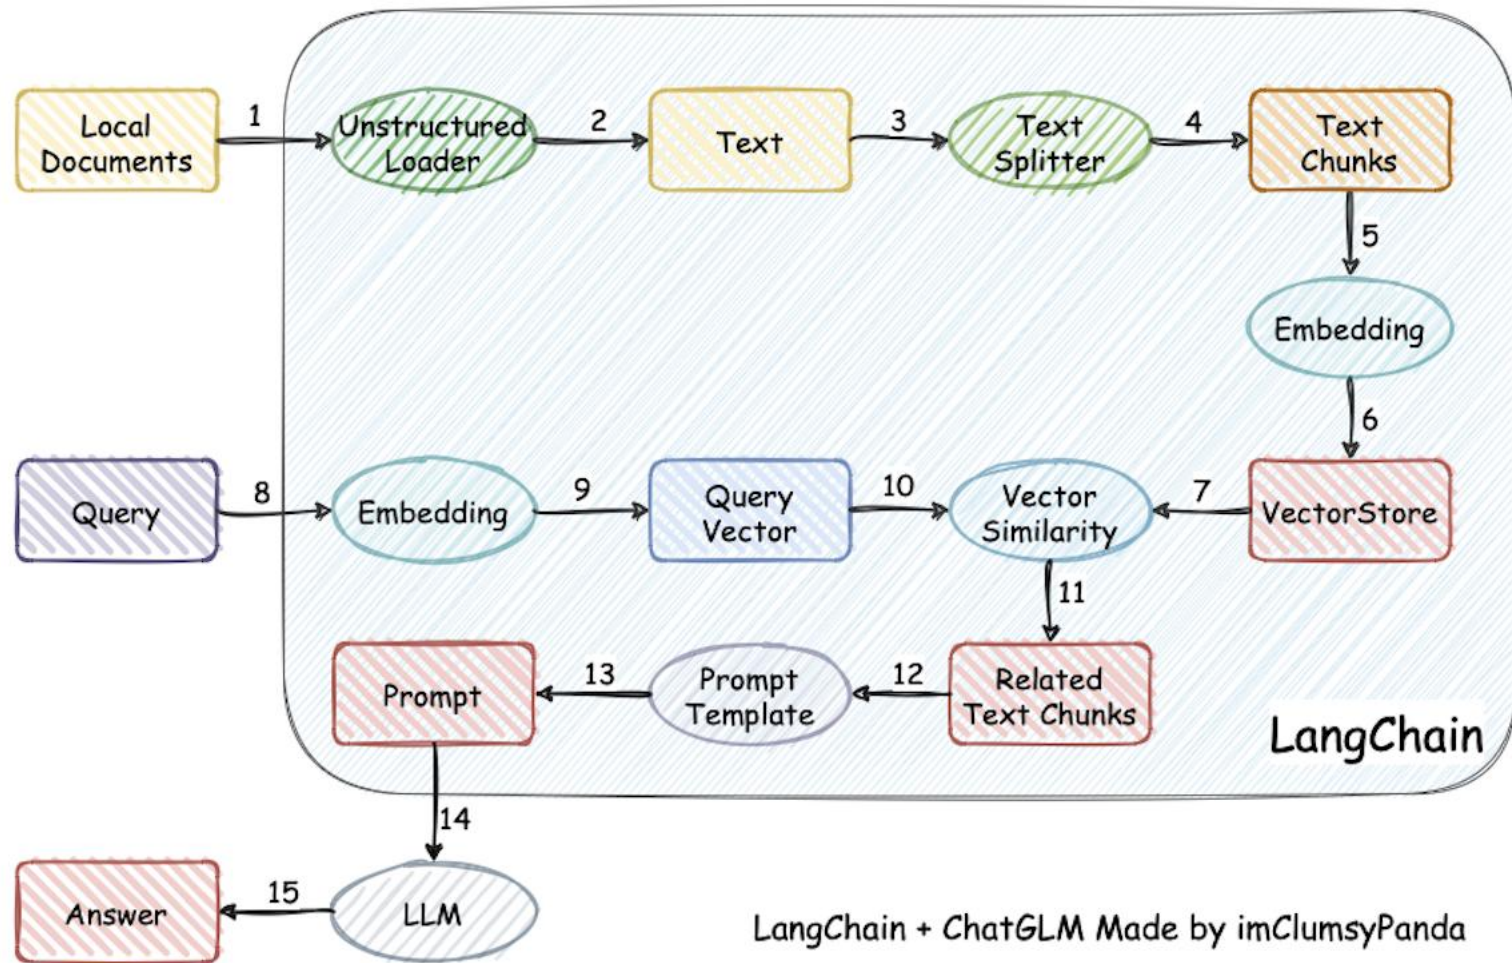 Local
Documents
1
Unstructured
Loader
2
Text
3
Text
Splitter
4
Text
Chunks
5
Embedding
6
Query
8
Embedding
9
Query
Vector
10
Vector
Similarity
7
VectorStore
11
Prompt
13
Prompt
Template
12
Related
Text Chunks
LangChain
14
Answer
15
LLM
LangChain + ChatGLM Made by imClumsyPanda